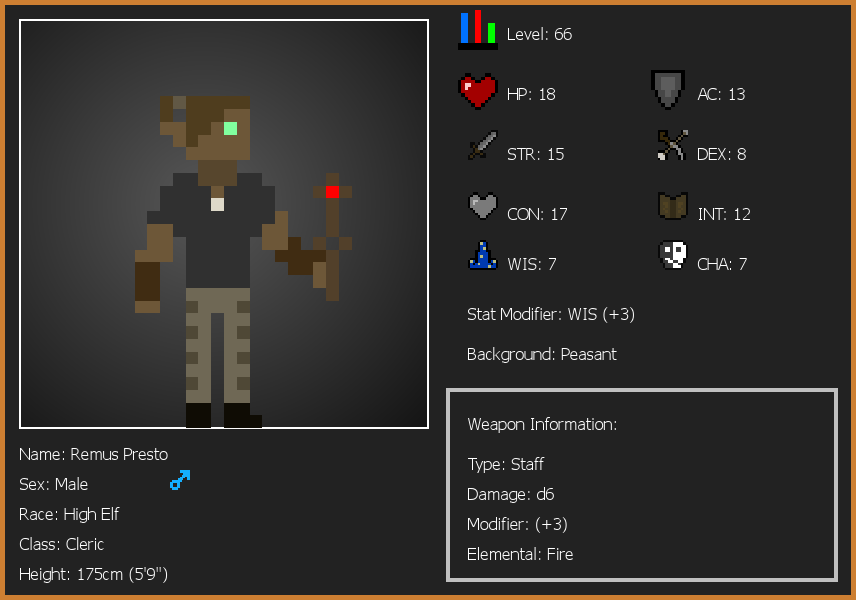 Level: 66
HP: 18
AC: 13
STR: 15
DEX: 8
CON: 17
INT: 12
WIS: 7
CHA: 7
Stat Modifier: WIS (+3)
Background: Peasant
Weapon Information:
Type: Staff
Damage: d6
Modifier: (+3)
Elemental: Fire
Name: Remus Presto
Sex: Male
Race: High Elf
Class: Cleric
Height: 175cm (5'9")